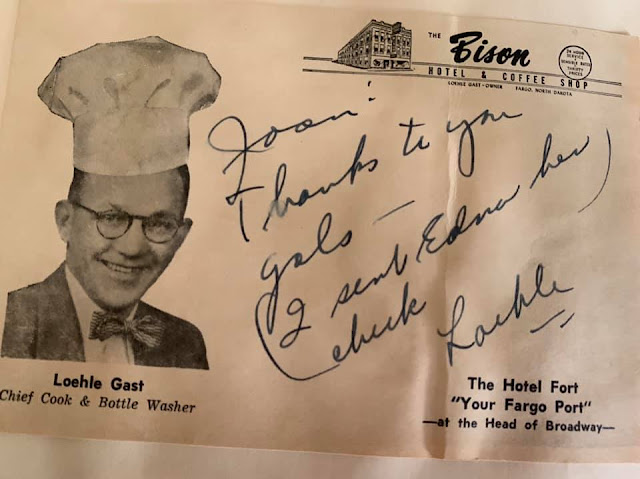 THE Bison
HOTEL & COFFEE SHOP
LOEHLE GAST - OWNER FARGO, NORTH DAKOTA
24 HOUR
SERVICE
SENSIBLE RATES
THRIFTY
PRICES
Joan!
Thanks to you
gals —
(I sent Edna her
check)
Loehle
Loehle Gast
Chief Cook & Bottle Washer
The Hotel Fort
"Your Fargo Port"
—at the Head of Broadway—